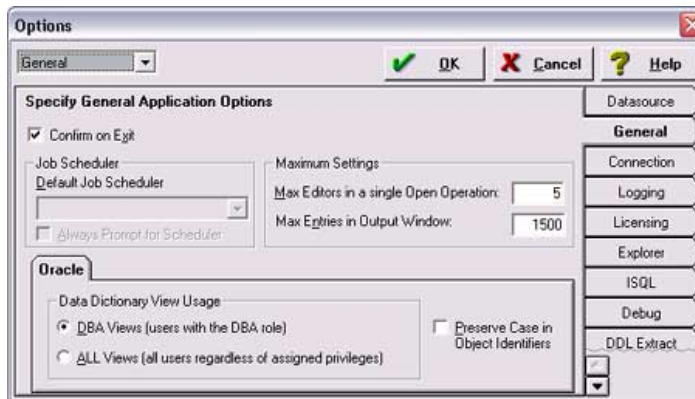 Options
General
OK
Cancel
Help
Specify General Application Options
Confirm on Exit
Job Scheduler
Default Job Scheduler
Always Prompt for Scheduler
Maximum Settings
Max Editors in a single Open Operation: 5
Max Entries in Output Window: 1500
Oracle
Data Dictionary View Usage
DBA Views (users with the DBA role)
ALL Views (all users regardless of assigned privileges)
Preserve Case in
Object Identifiers
Datasource
General
Connection
Logging
Licensing
Explorer
ISQL
Debug
DDL Extract